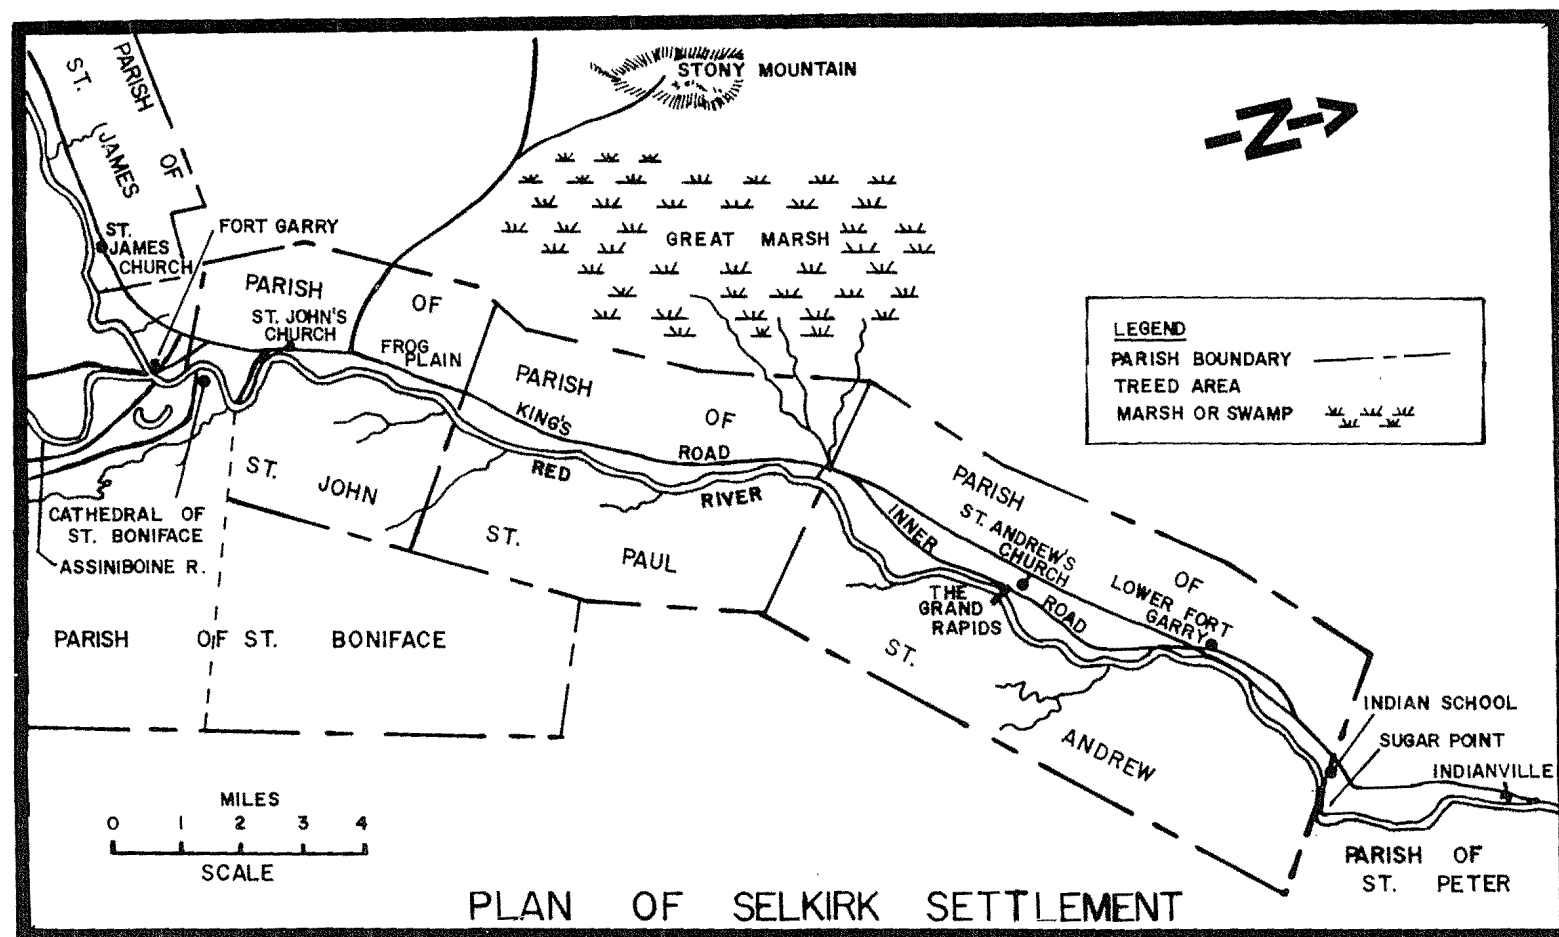 PARISH OF
ST. JAMES
STONY MOUNTAIN
N
FORT GARRY
ST.
JAMES
CHURCH
GREAT MARSH
PARISH OF
ST. JOHN
ST. JOHN'S
CHURCH
FROG
PLAIN
LEGEND
PARISH BOUNDARY
TREED AREA
MARSH OR SWAMP
PARISH OF
ST. PAUL
KING'S ROAD
RED RIVER
CATHEDRAL OF
ST. BONIFACE
ASSINIBOINE R.
PARISH OF ST. BONIFACE
PARISH OF
ST. ANDREW
INNER ROAD
ST. ANDREW'S
CHURCH
THE
GRAND
RAPIDS
LOWER FORT
GARRY
INDIAN SCHOOL
SUGAR POINT
INDIANVILLE
PARISH OF
ST. PETER
MILES
0 1 2 3 4
SCALE
PLAN OF SELKIRK SETTLEMENT